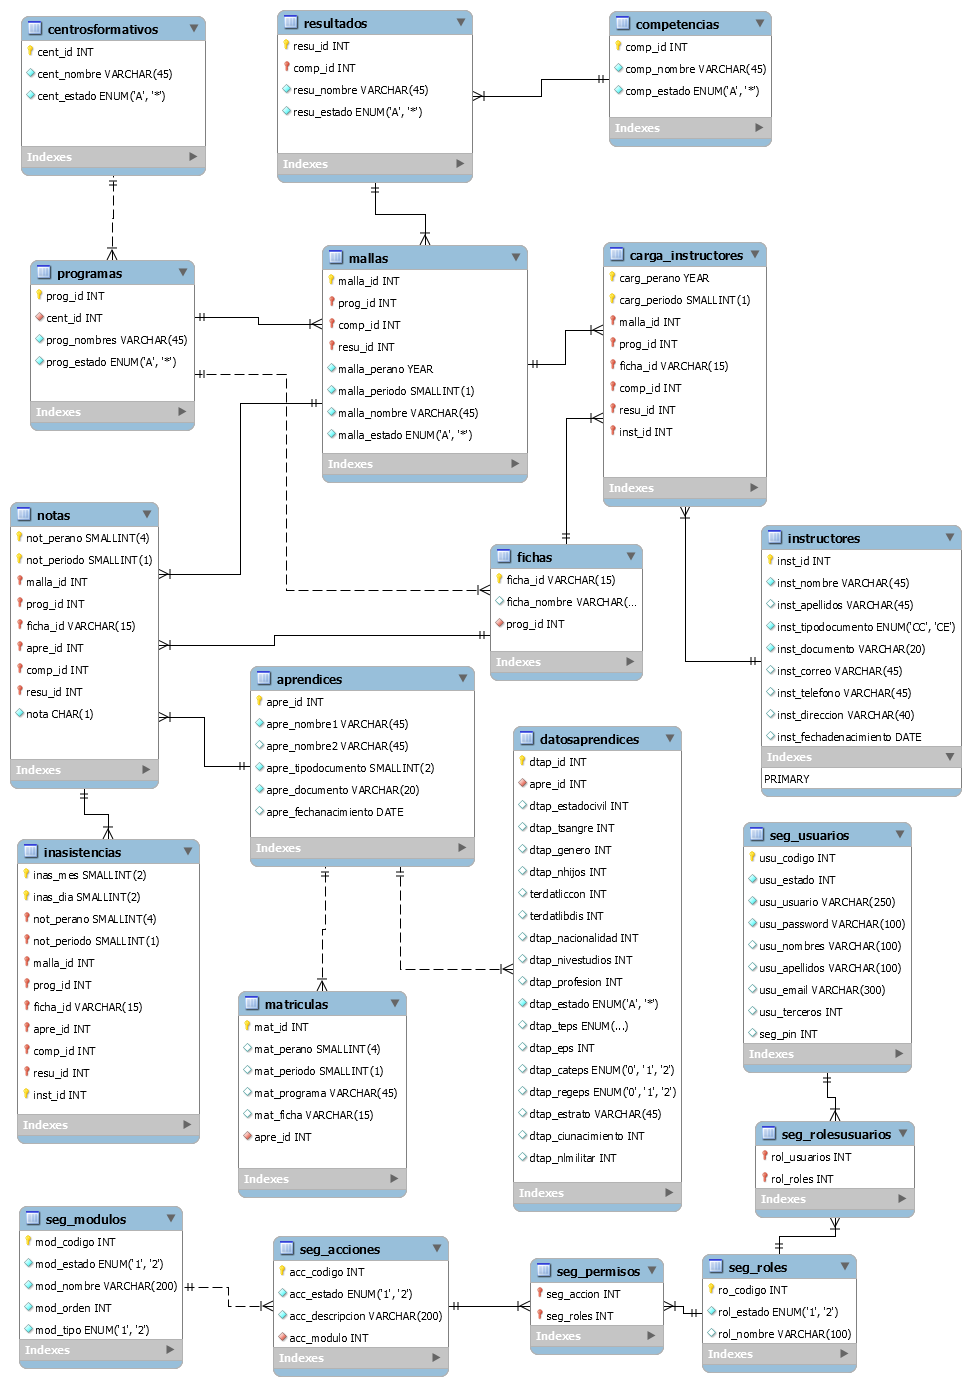 centrosformativos
cent_id INT
cent_nombre VARCHAR(45)
cent_estado ENUM('A', '*')
Indexes
resultados
resu_id INT
comp_id INT
resu_nombre VARCHAR(45)
resu_estado ENUM('A', '*')
Indexes
competencias
comp_id INT
comp_nombre VARCHAR(45)
comp_estado ENUM('A', '*')
Indexes
programas
prog_id INT
cent_id INT
prog_nombres VARCHAR(45)
prog_estado ENUM('A', '*')
Indexes
mallas
malla_id INT
prog_id INT
comp_id INT
resu_id INT
malla_perano YEAR
malla_periodo SMALLINT(1)
malla_nombre VARCHAR(45)
malla_estado ENUM('A', '*')
Indexes
carga_instructores
carg_perano YEAR
carg_periodo SMALLINT(1)
malla_id INT
prog_id INT
ficha_id VARCHAR(15)
comp_id INT
resu_id INT
inst_id INT
Indexes
notas
not_perano SMALLINT(4)
not_periodo SMALLINT(1)
malla_id INT
prog_id INT
ficha_id VARCHAR(15)
apre_id INT
comp_id INT
resu_id INT
nota CHAR(1)
Indexes
fichas
ficha_id VARCHAR(15)
ficha_nombre VARCHAR(...
prog_id INT
Indexes
instructores
inst_id INT
inst_nombre VARCHAR(45)
inst_apellidos VARCHAR(45)
inst_tipodocumento ENUM('CC', 'CE')
inst_documento VARCHAR(20)
inst_correo VARCHAR(45)
inst_telefono VARCHAR(45)
inst_direccion VARCHAR(40)
inst_fechadenacimiento DATE
Indexes
PRIMARY
aprendices
apre_id INT
apre_nombre1 VARCHAR(45)
apre_nombre2 VARCHAR(45)
apre_tipodocumento SMALLINT(2)
apre_documento VARCHAR(20)
apre_fechanacimiento DATE
Indexes
datosaprendices
dtap_id INT
apre_id INT
dtap_estadocivil INT
dtap_tsangre INT
dtap_genero INT
dtap_nhijos INT
terdatliccon INT
terdatlibdis INT
dtap_nacionalidad INT
dtap_nivestudios INT
dtap_profesion INT
dtap_estado ENUM('A', '*')
dtap_teps ENUM(...)
dtap_eps INT
dtap_cateps ENUM('0', '1', '2')
dtap_regeps ENUM('0', '1', '2')
dtap_estrato VARCHAR(45)
dtap_ciunacimiento INT
dtap_nlmilitar INT
Indexes
inasistencias
inas_mes SMALLINT(2)
inas_dia SMALLINT(2)
not_perano SMALLINT(4)
not_periodo SMALLINT(1)
malla_id INT
prog_id INT
ficha_id VARCHAR(15)
apre_id INT
comp_id INT
resu_id INT
inst_id INT
Indexes
matriculas
mat_id INT
mat_perano SMALLINT(4)
mat_periodo SMALLINT(1)
mat_programa VARCHAR(45)
mat_ficha VARCHAR(15)
apre_id INT
Indexes
seg_usuarios
usu_codigo INT
usu_estado INT
usu_usuario VARCHAR(250)
usu_password VARCHAR(100)
usu_nombres VARCHAR(100)
usu_apellidos VARCHAR(100)
usu_email VARCHAR(300)
usu_terceros INT
seg_pin INT
Indexes
seg_rolesusuarios
rol_usuarios INT
rol_roles INT
Indexes
seg_modulos
mod_codigo INT
mod_estado ENUM('1', '2')
mod_nombre VARCHAR(200)
mod_orden INT
mod_tipo ENUM('1', '2')
Indexes
seg_acciones
acc_codigo INT
acc_estado ENUM('1', '2')
acc_descripcion VARCHAR(200)
acc_modulo INT
Indexes
seg_permisos
seg_accion INT
seg_roles INT
Indexes
seg_roles
ro_codigo INT
rol_estado ENUM('1', '2')
rol_nombre VARCHAR(100)
Indexes